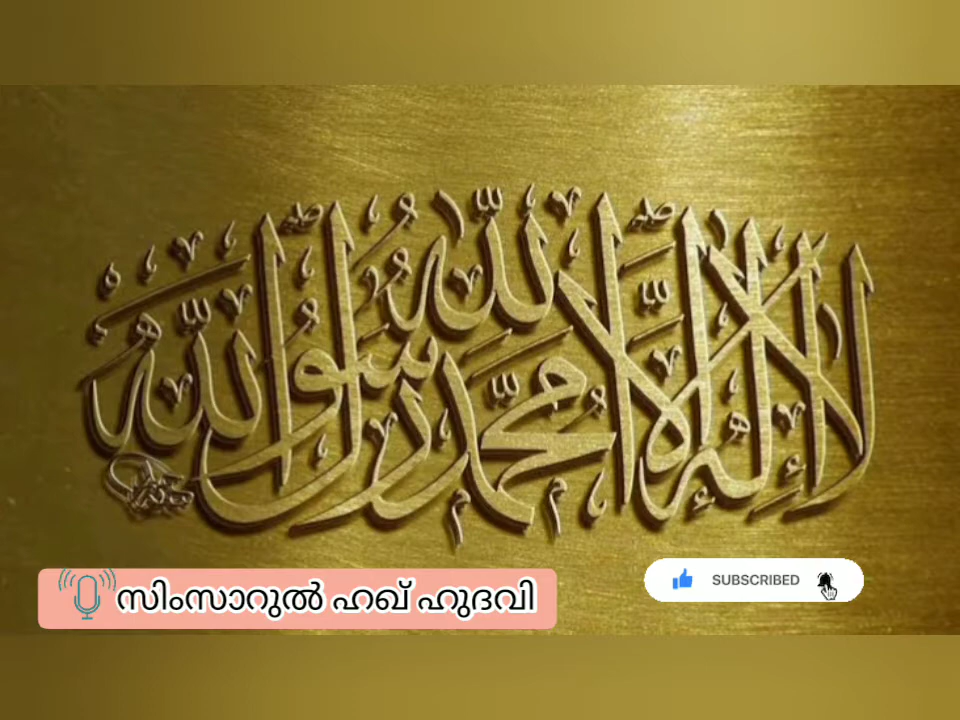 لا إله إلا الله محمد رسول الله
സിംസാറുൽ ഹഖ് ഹുദവി
SUBSCRIBED